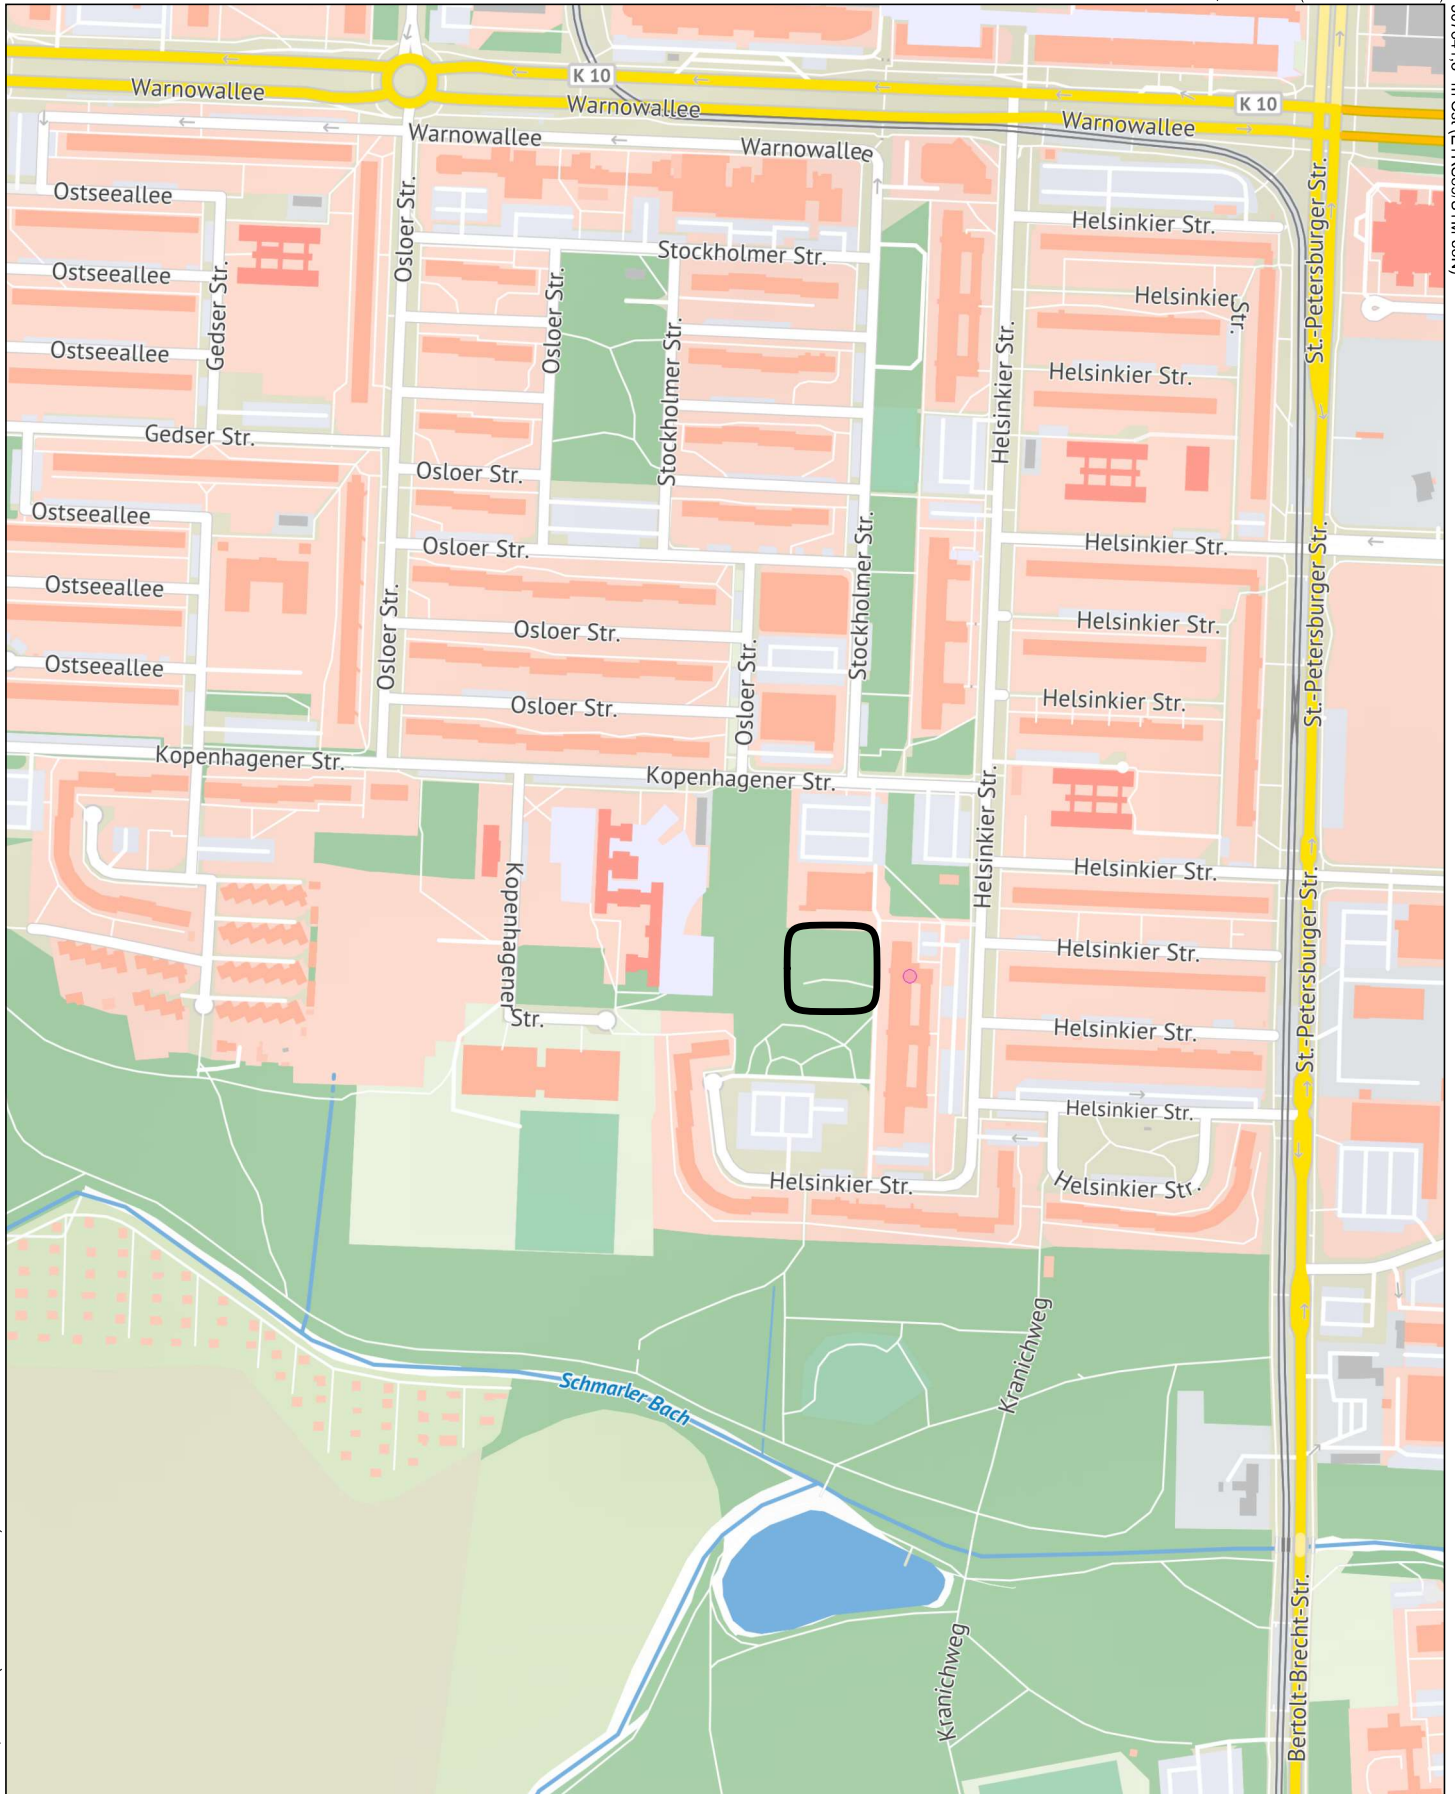 K 10
Warnowallee
Warnowallee
K 10
Warnowallee
Warnowallee
Warnowallee
Ostseeallee
Osloer Str.
St.-Petersburger Str.
Helsinkier Str.
Stockholmer Str.
Ostseeallee
Gedser Str.
Osloer Str.
Helsinkier
Str.
Ostseeallee
Stockholmer Str.
Helsinkier Str.
Helsinkier Str.
Gedser Str.
Osloer Str.
Ostseeallee
Osloer Str.
Helsinkier Str.
Stockholmer Str.
St.-Petersburger Str.
Ostseeallee
Osloer Str.
Osloer Str.
Helsinkier Str.
Ostseeallee
Osloer Str.
Osloer Str.
Helsinkier Str.
Kopenhagener Str.
Kopenhagener Str.
Helsinkier Str.
Helsinkier Str.
Kopenhagener
Str.
St.-Petersburger Str.
Helsinkier Str.
Helsinkier Str.
Helsinkier Str.
Helsinkier Str.
Helsinkier Str.
Kranichweg
Schmarler Bach
Kranichweg
Bertolt-Brecht-Str.